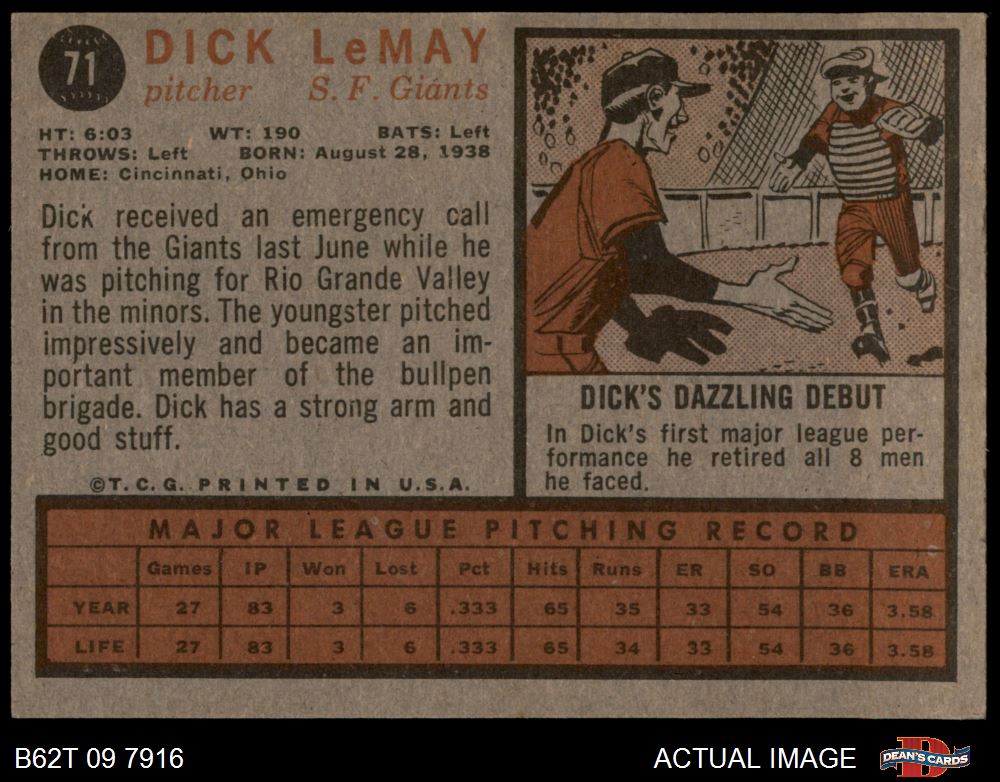 71
DICK LeMAY
pitcher S. F. Giants
HT: 6:03 WT: 190 BATS: Left
THROWS: Left BORN: August 28, 1938
HOME: Cincinnati, Ohio
Dick received an emergency call
from the Giants last June while he
was pitching for Rio Grande Valley
in the minors. The youngster pitched
impressively and became an im-
portant member of the bullpen
brigade. Dick has a strong arm and
good stuff.
©T.C.G. PRINTED IN U.S.A.
DICK'S DAZZLING DEBUT
In Dick's first major league per-
formance he retired all 8 men
he faced.
MAJOR LEAGUE PITCHING RECORD
Games IP Won Lost Pct Hits Runs ER SO BB ERA
YEAR 27 83 3 6 .333 65 35 33 54 36 3.58
LIFE 27 83 3 6 .333 65 34 33 54 36 3.58
B62T 09 7916 ACTUAL IMAGE DEAN'S CARDS